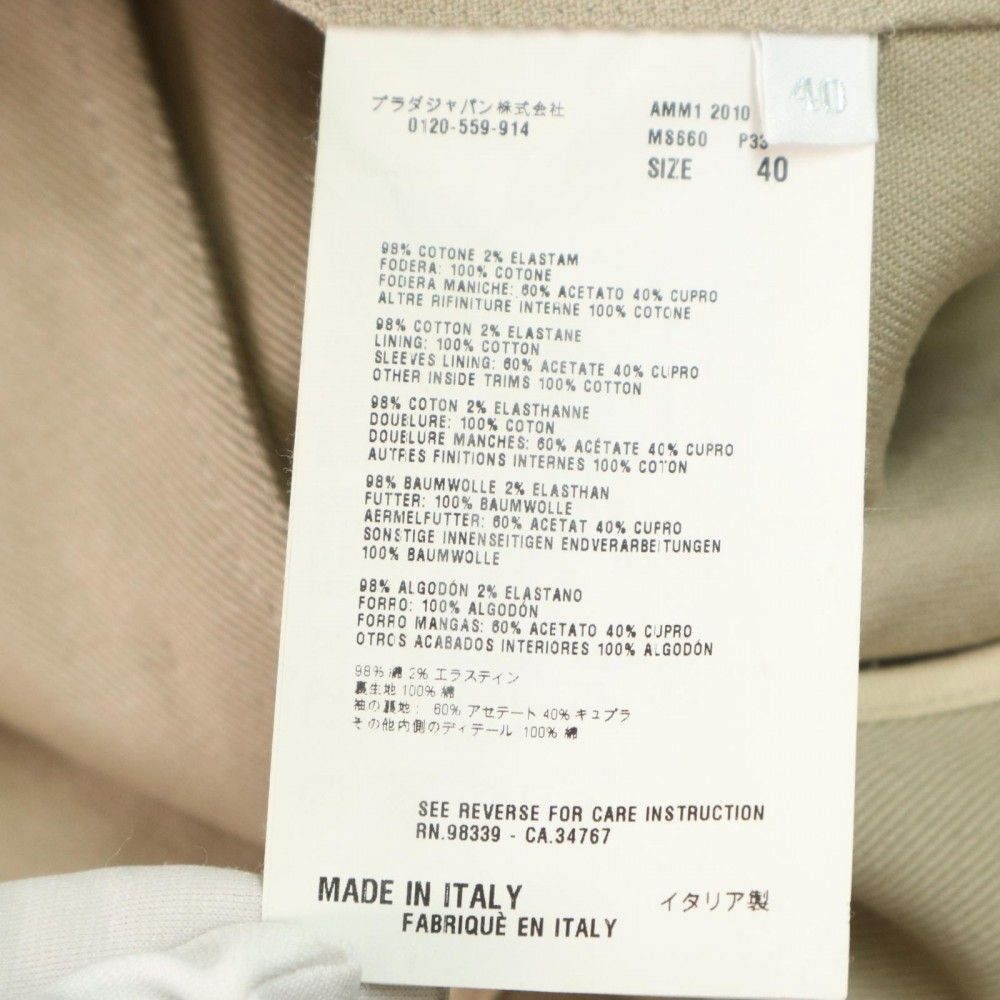 プラダジャパン株式会社
0120-559-914
AMM1 2010
M8660 P33
SIZE 40
40
98% COTONE 2% ELASTAM
FODERA: 100% COTONE
FODERA MANICHE: 60% ACETATO 40% CUPRO
ALTRE RIFINITURE INTERNE 100% COTONE
98% COTTON 2% ELASTANE
LINING: 100% COTTON
SLEEVES LINING: 60% ACETATE 40% CUPRO
OTHER INSIDE TRIMS 100% COTTON
98% COTON 2% ELASTHANNE
DOUBLURE: 100% COTON
DOUBLURE MANCHES: 60% ACÉTATE 40% CUPRO
AUTRES FINITIONS INTERNES 100% COTON
98% BAUMWOLLE 2% ELASTHAN
FUTTER: 100% BAUMWOLLE
AERMELFUTTER: 60% ACETAT 40% CUPRO
SONSTIGE INNENSEITIGEN ENDVERARBEITUNGEN
100% BAUMWOLLE
98% ALGODÓN 2% ELASTANO
FORRO: 100% ALGODÓN
FORRO MANGAS: 60% ACETATO 40% CUPRO
OTROS ACABADOS INTERIORES 100% ALGODÓN
98% 綿 2% エラスティン
裏生地 100% 綿
袖の裏地: 60% アセテート 40% キュプラ
その他内側のディテール 100% 綿
SEE REVERSE FOR CARE INSTRUCTION
RN.98339 - CA.34767
MADE IN ITALY イタリア製
FABRIQUÈ EN ITALY